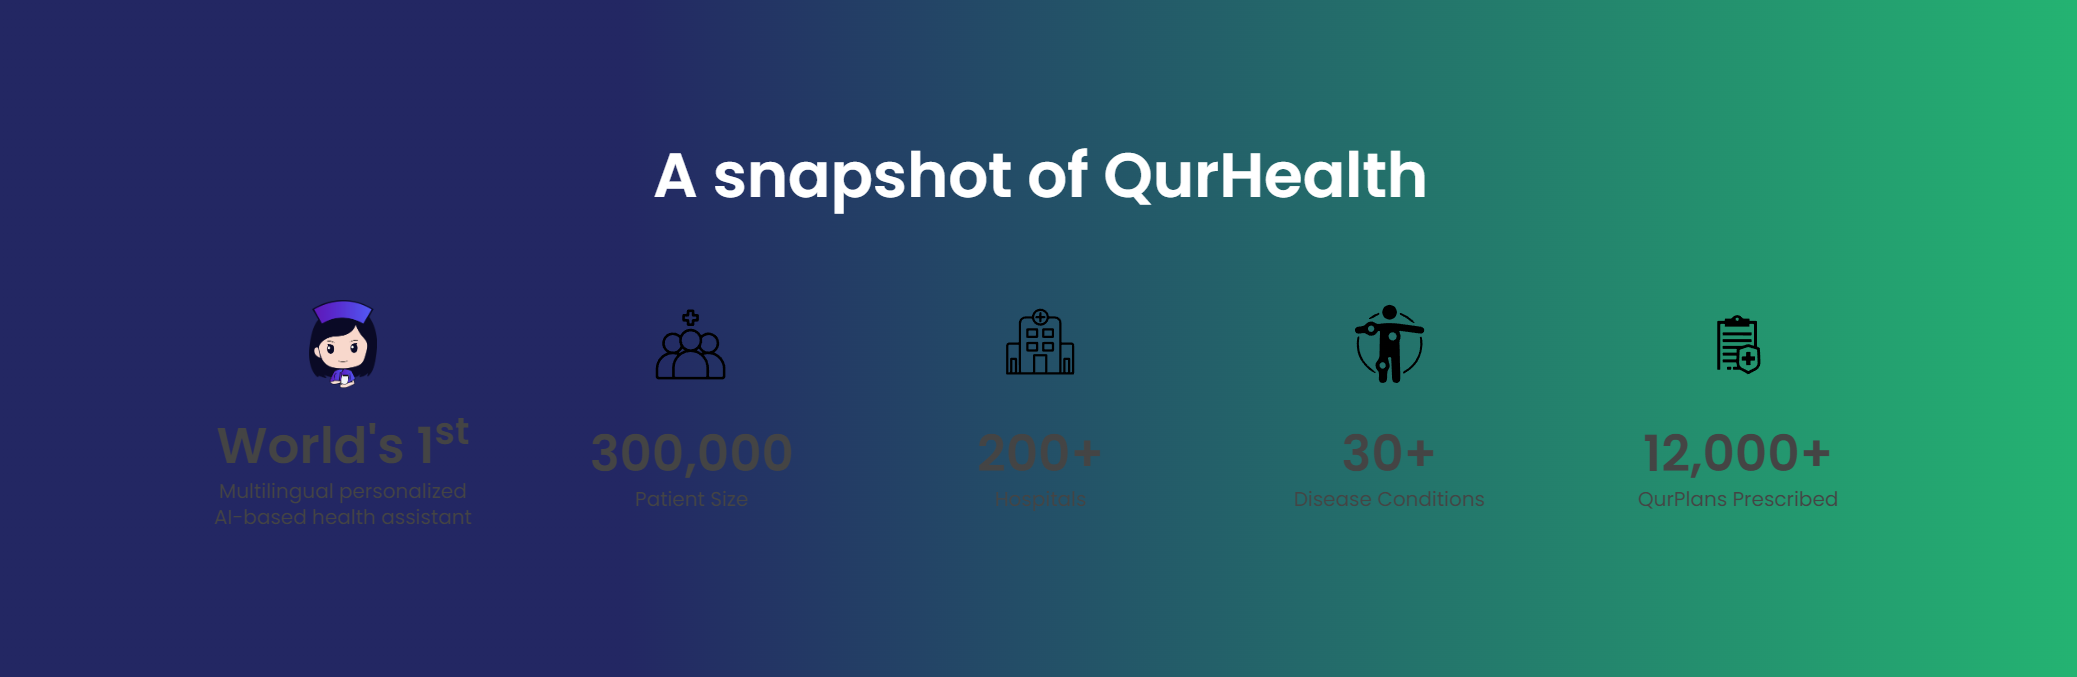 A snapshot of QurHealth
World's 1st
Multilingual personalized
AI-based health assistant
300,000
Patient Size
200+
Hospitals
30+
Disease Conditions
12,000+
QurPlans Prescribed